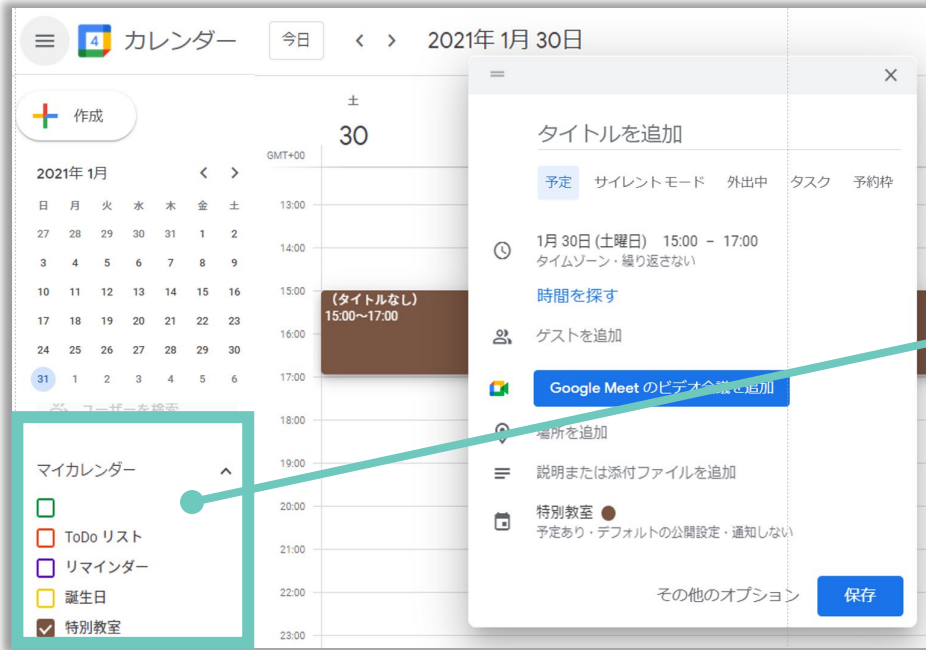 4 カレンダー 今日 2021年 1月 30日
作成
2021年 1月
日 月 火 水 木 金 土
27 28 29 30 31 1 2
3 4 5 6 7 8 9
10 11 12 13 14 15 16
17 18 19 20 21 22 23
24 25 26 27 28 29 30
31 1 2 3 4 5 6
ユーザーを検索
マイカレンダー
ToDo リスト
リマインダー
誕生日
特別教室
土
30
GMT+00
13:00
14:00
15:00
(タイトルなし)
15:00～17:00
16:00
17:00
18:00
19:00
20:00
21:00
22:00
23:00
タイトルを追加
予定 サイレントモード 外出中 タスク 予約枠
1月 30日 (土曜日) 15:00 – 17:00
タイムゾーン・繰り返さない
時間を探す
ゲストを追加
Google Meet のビデオ会議を追加
場所を追加
説明または添付ファイルを追加
特別教室
予定あり・デフォルトの公開設定・通知しない
その他のオプション 保存